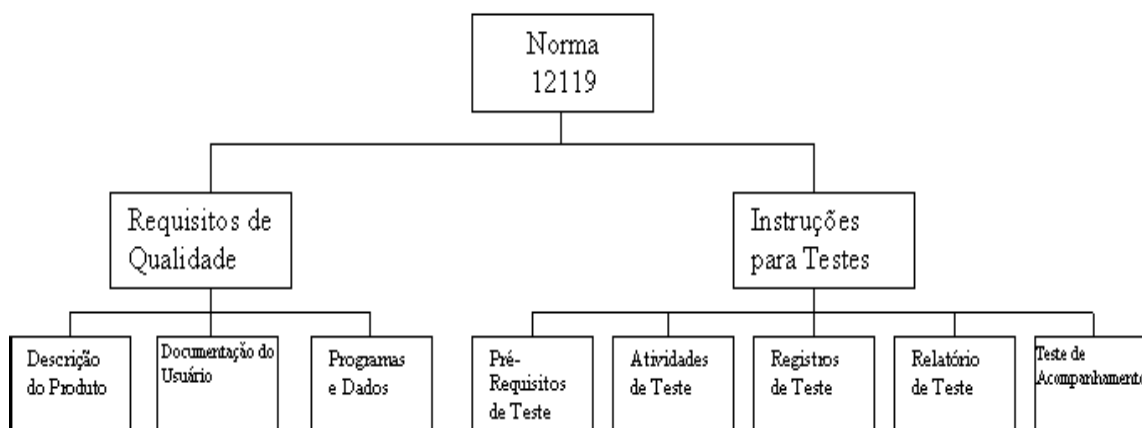 Norma
12119
Requisitos de
Qualidade
Instruções
para Testes
Descrição
do Produto
Documentação do
Usuário
Programas
e Dados
Pré-
Requisitos
de Teste
Atividades
de Teste
Registros
de Teste
Relatório
de Teste
Teste de
Acompanhamento